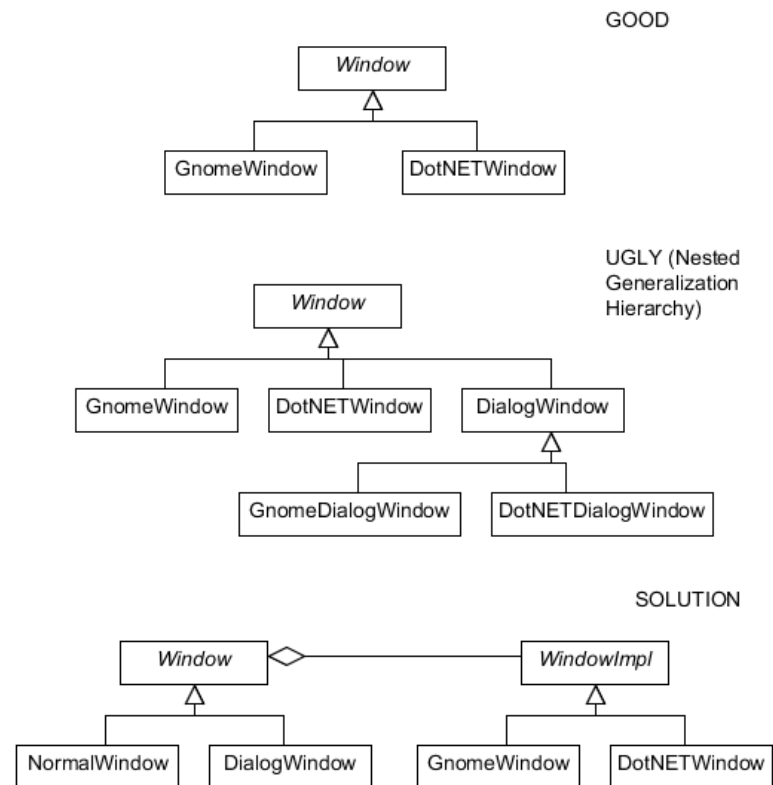 GOOD
Window
GnomeWindow
DotNETWindow
UGLY (Nested
Generalization
Hierarchy)
Window
GnomeWindow
DotNETWindow
DialogWindow
GnomeDialogWindow
DotNETDialogWindow
SOLUTION
Window
WindowImpl
NormalWindow
DialogWindow
GnomeWindow
DotNETWindow